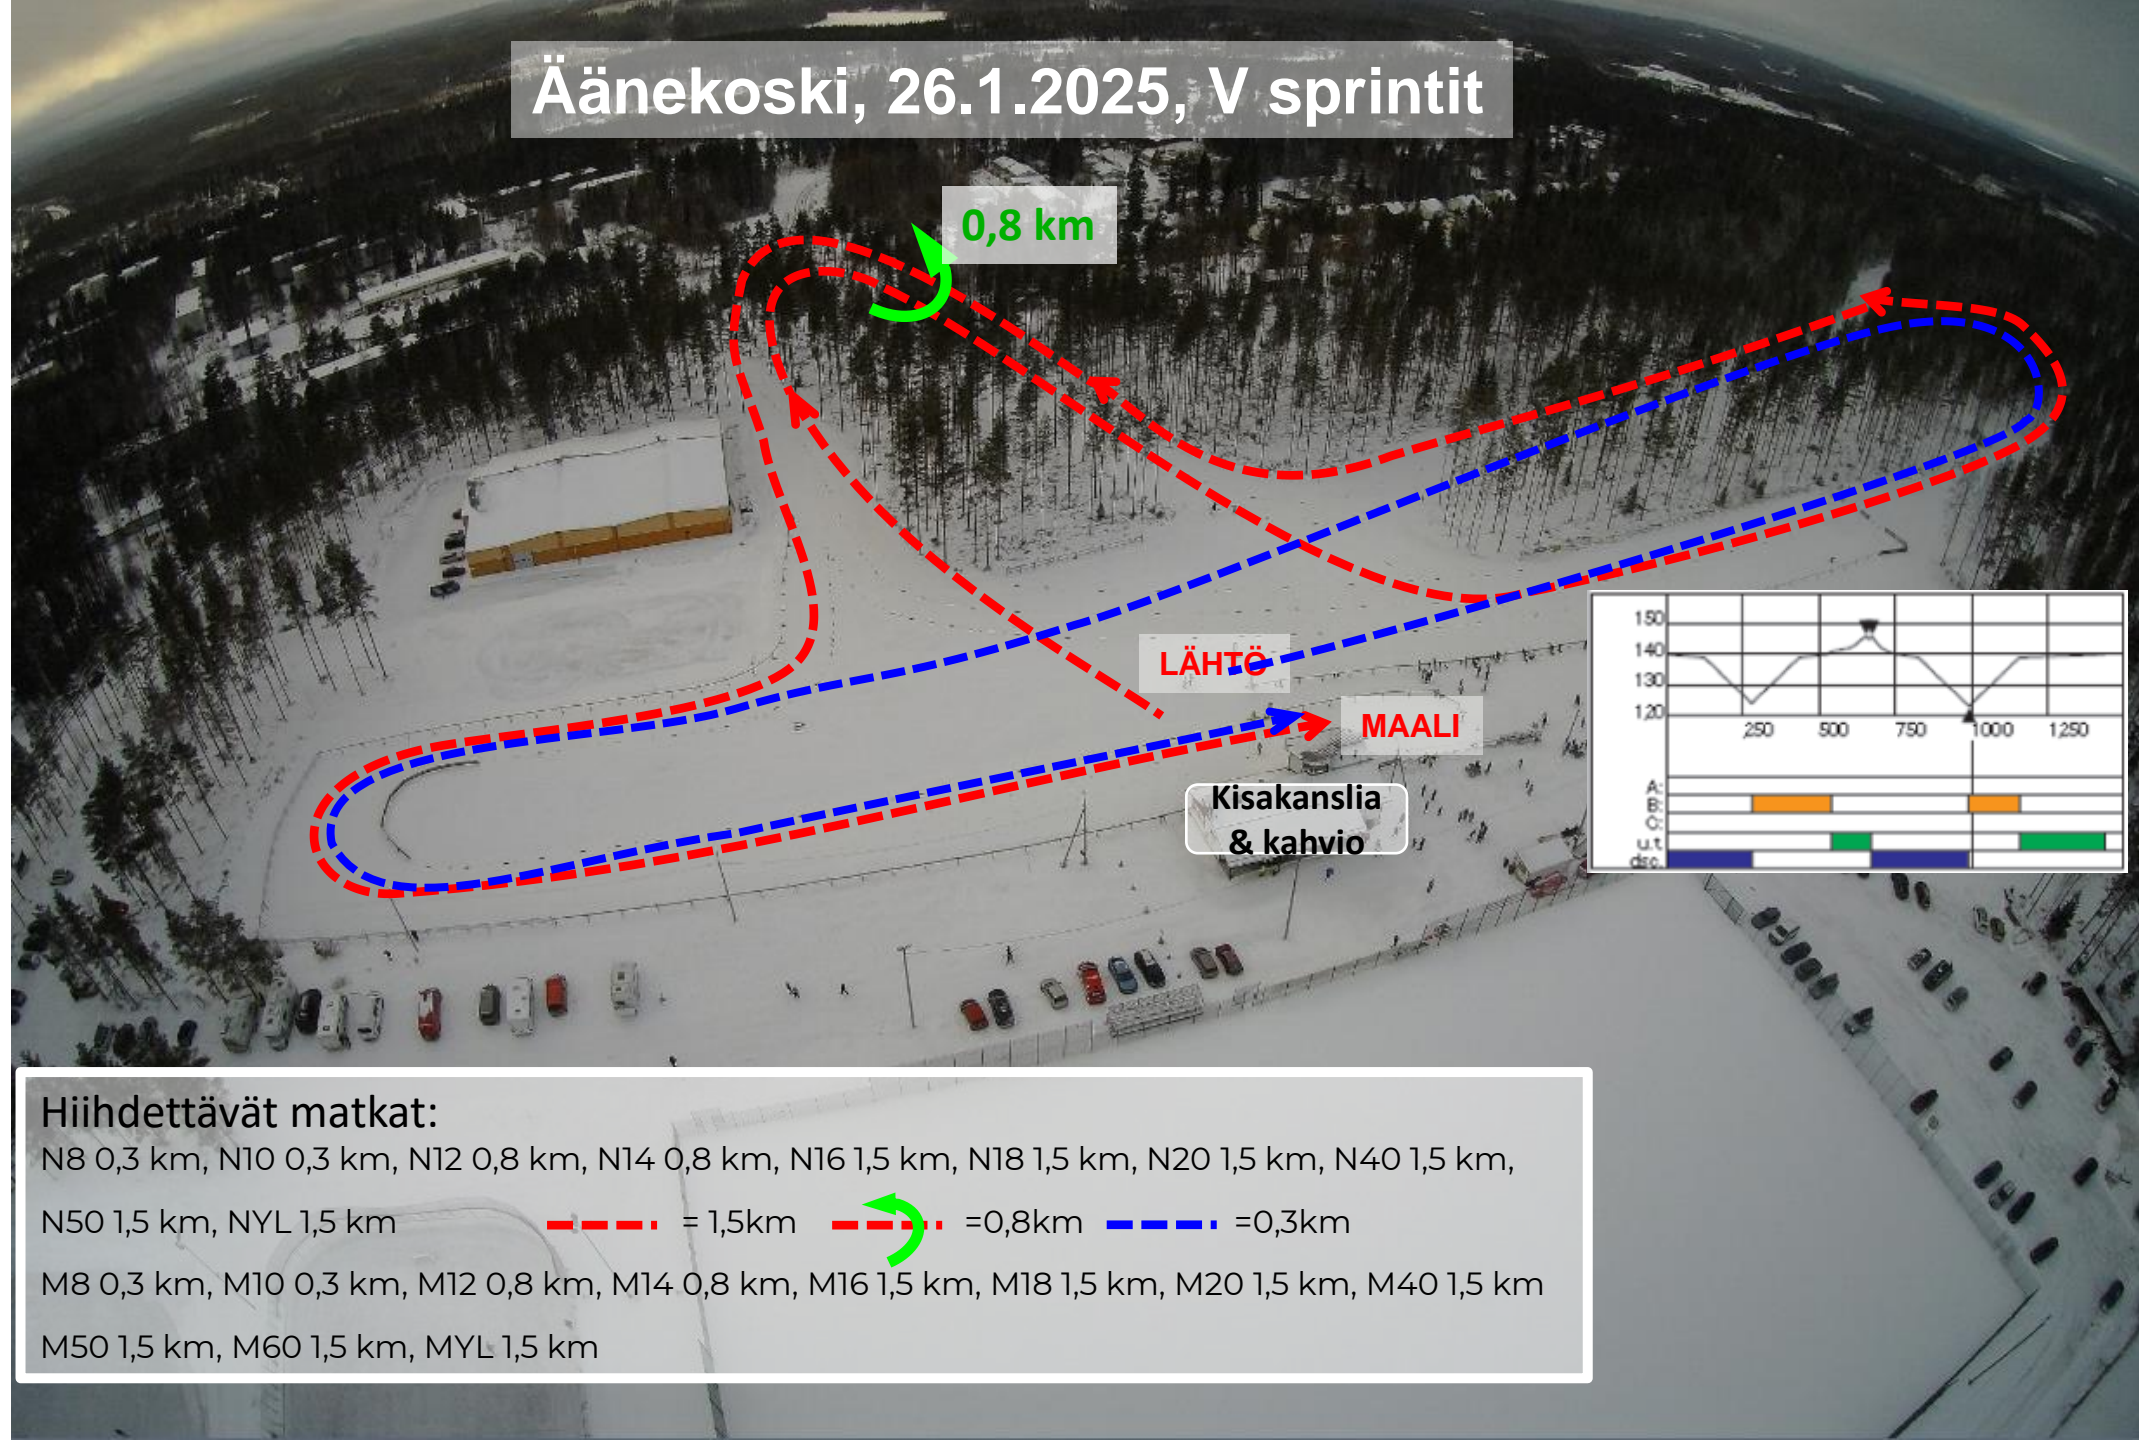 Äänekoski, 26.1.2025, V sprintit
0,8 km
LÄHTÖ
MAALI
Kisakanslia
& kahvio
150
140
130
120
250 500 750 1000 1250
A:
B:
C:
u.t.
dsc.
Hiihdettävät matkat:
N8 0,3 km, N10 0,3 km, N12 0,8 km, N14 0,8 km, N16 1,5 km, N18 1,5 km, N20 1,5 km, N40 1,5 km,
N50 1,5 km, NYL 1,5 km = 1,5km =0,8km =0,3km
M8 0,3 km, M10 0,3 km, M12 0,8 km, M14 0,8 km, M16 1,5 km, M18 1,5 km, M20 1,5 km, M40 1,5 km
M50 1,5 km, M60 1,5 km, MYL 1,5 km